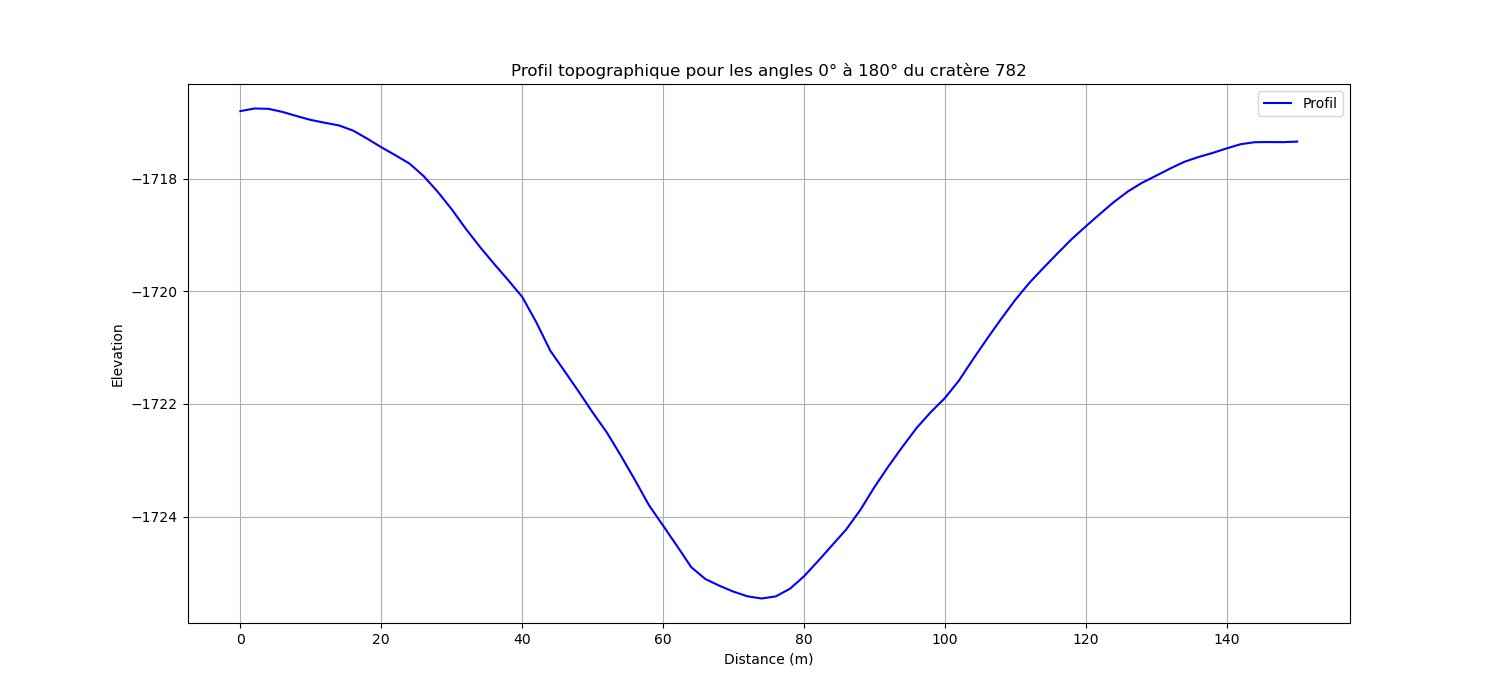 Profil topographique pour les angles 0° à 180° du cratère 782
Profil
−1718
−1720
−1722
−1724
Elevation
0 20 40 60 80 100 120 140
Distance (m)